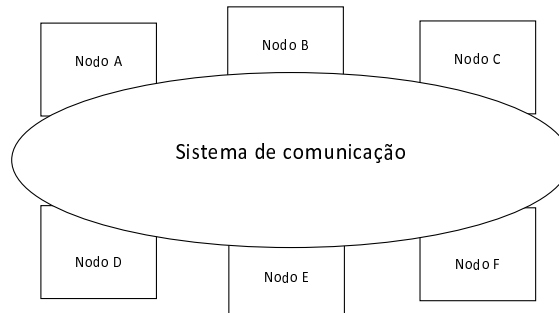 Nodo A
Nodo B
Nodo C
Sistema de comunicação
Nodo D
Nodo E
Nodo F